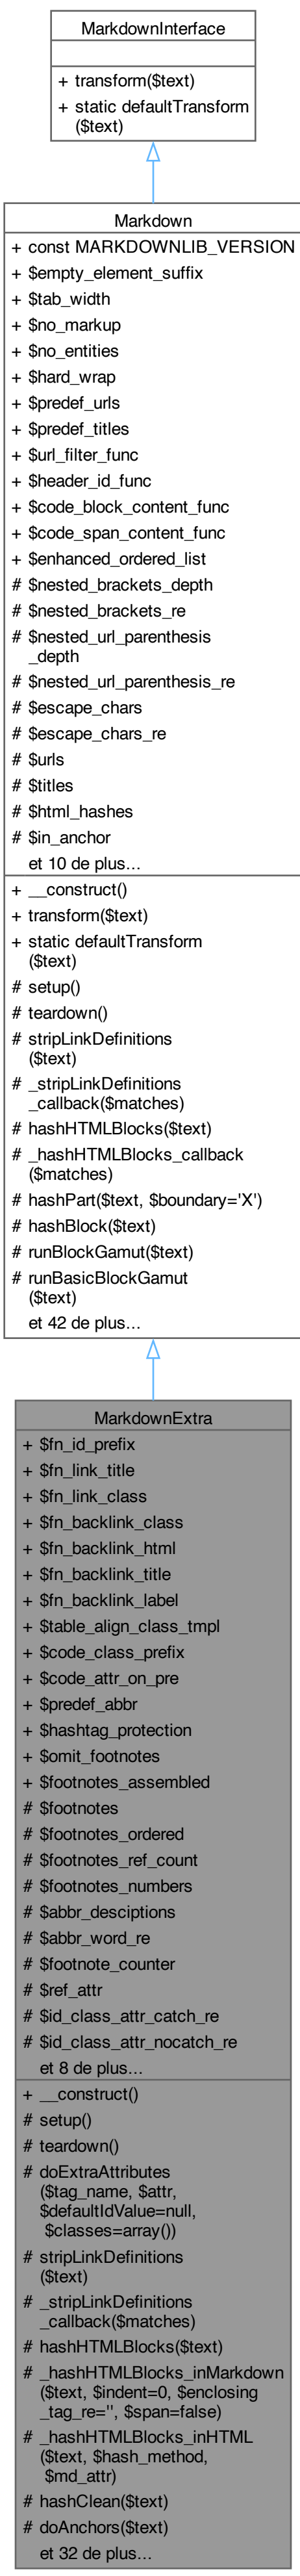 MarkdownInterface
+ transform($text)
+ static defaultTransform
($text)
Markdown
+ const MARKDOWNLIB_VERSION
+ $empty_element_suffix
+ $tab_width
+ $no_markup
+ $no_entities
+ $hard_wrap
+ $predef_urls
+ $predef_titles
+ $url_filter_func
+ $header_id_func
+ $code_block_content_func
+ $code_span_content_func
+ $enhanced_ordered_list
# $nested_brackets_depth
# $nested_brackets_re
# $nested_url_parenthesis
_depth
# $nested_url_parenthesis_re
# $escape_chars
# $escape_chars_re
# $urls
# $titles
# $html_hashes
# $in_anchor
et 10 de plus...
+ __construct()
+ transform($text)
+ static defaultTransform
($text)
# setup()
# teardown()
# stripLinkDefinitions
($text)
# _stripLinkDefinitions
_callback($matches)
# hashHTMLBlocks($text)
# _hashHTMLBlocks_callback
($matches)
# hashPart($text, $boundary='X')
# hashBlock($text)
# runBlockGamut($text)
# runBasicBlockGamut
($text)
et 42 de plus...
MarkdownExtra
+ $fn_id_prefix
+ $fn_link_title
+ $fn_link_class
+ $fn_backlink_class
+ $fn_backlink_html
+ $fn_backlink_title
+ $fn_backlink_label
+ $table_align_class_tmpl
+ $code_class_prefix
+ $code_attr_on_pre
+ $predef_abbr
+ $hashtag_protection
+ $omit_footnotes
+ $footnotes_assembled
# $footnotes
# $footnotes_ordered
# $footnotes_ref_count
# $footnotes_numbers
# $abbr_desciptions
# $abbr_word_re
# $footnote_counter
# $ref_attr
# $id_class_attr_catch_re
# $id_class_attr_nocatch_re
et 8 de plus...
+ __construct()
# setup()
# teardown()
# doExtraAttributes
($tag_name, $attr,
$defaultIdValue=null,
$classes=array())
# stripLinkDefinitions
($text)
# _stripLinkDefinitions
_callback($matches)
# hashHTMLBlocks($text)
# _hashHTMLBlocks_inMarkdown
($text, $indent=0, $enclosing
_tag_re='', $span=false)
# _hashHTMLBlocks_inHTML
($text, $hash_method,
$md_attr)
# hashClean($text)
# doAnchors($text)
et 32 de plus...